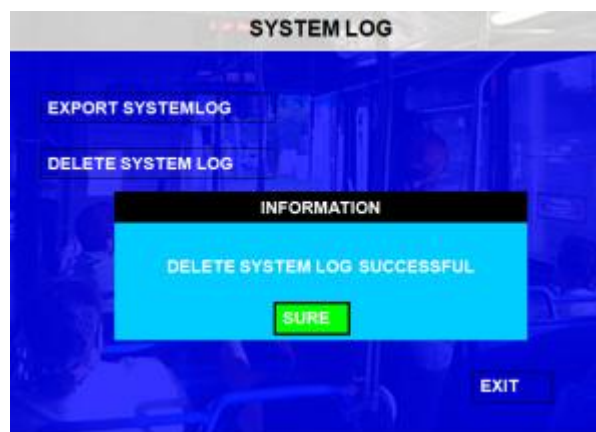 SYSTEM LOG
EXPORT SYSTEMLOG
DELETE SYSTEM LOG
INFORMATION
DELETE SYSTEM LOG SUCCESSFUL
SURE
EXIT